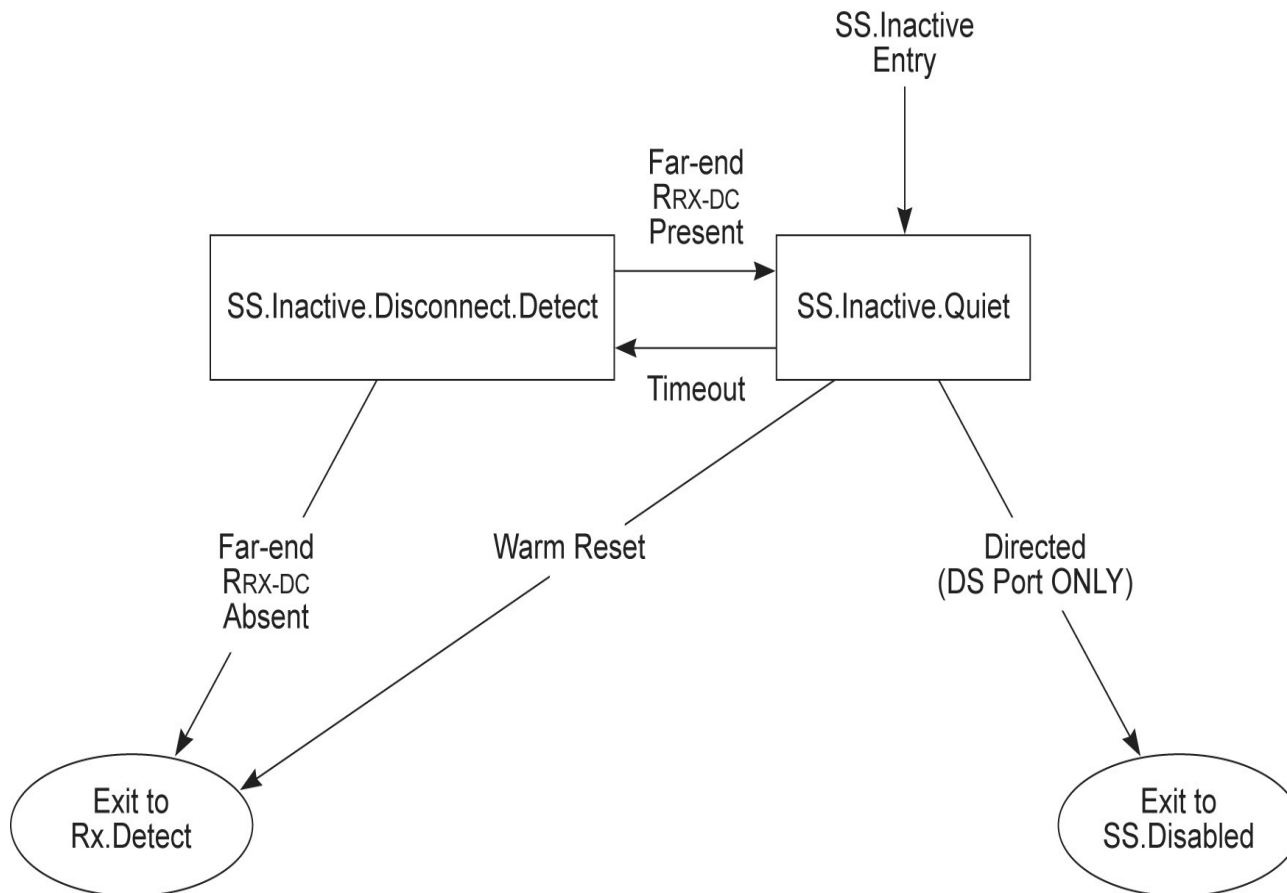 SS.Inactive
Entry
Far-end
RRX-DC
Present
SS.Inactive.Disconnect.Detect
SS.Inactive.Quiet
Timeout
Far-end
RRX-DC
Absent
Warm Reset
Directed
(DS Port ONLY)
Exit to
Rx.Detect
Exit to
SS.Disabled